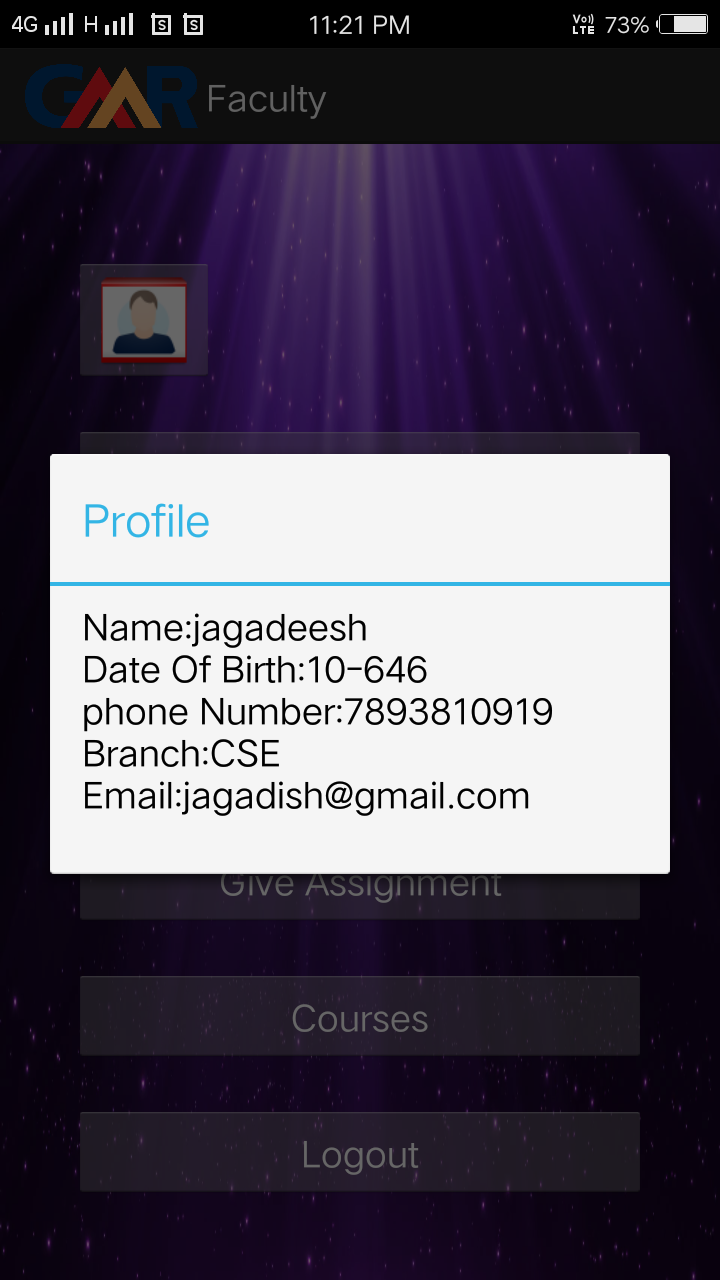 4G H S S 11:21 PM Vo)) LTE 73%
GMR Faculty
Profile
Name:jagadeesh
Date Of Birth:10-646
phone Number:7893810919
Branch:CSE
Email:jagadish@gmail.com
Give Assignment
Courses
Logout